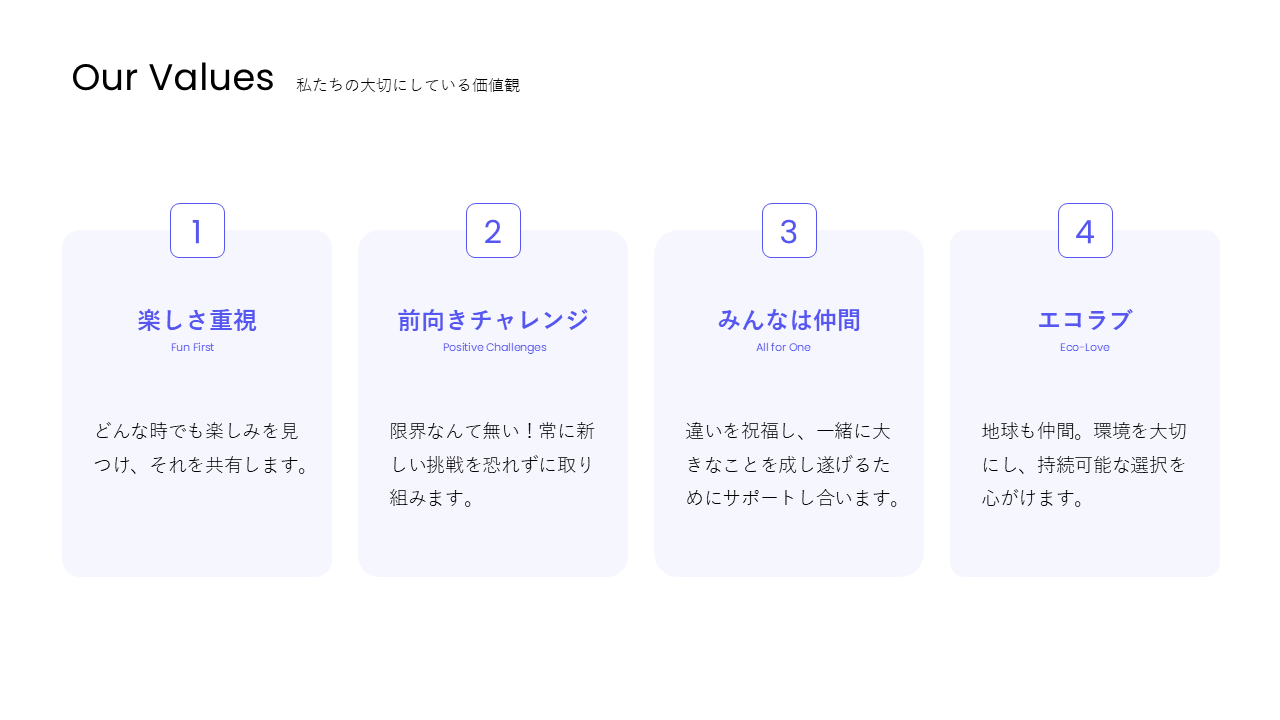 Our Values 私たちの大切にしている価値観
1
楽しさ重視
Fun First
どんな時でも楽しみを見
つけ、それを共有します。
2
前向きチャレンジ
Positive Challenges
限界なんて無い！常に新
しい挑戦を恐れずに取り
組みます。
3
みんなは仲間
All for One
違いを祝福し、一緒に大
きなことを成し遂げるた
めにサポートし合います。
4
エコラブ
Eco-Love
地球も仲間。環境を大切
にし、持続可能な選択を
心がけます。